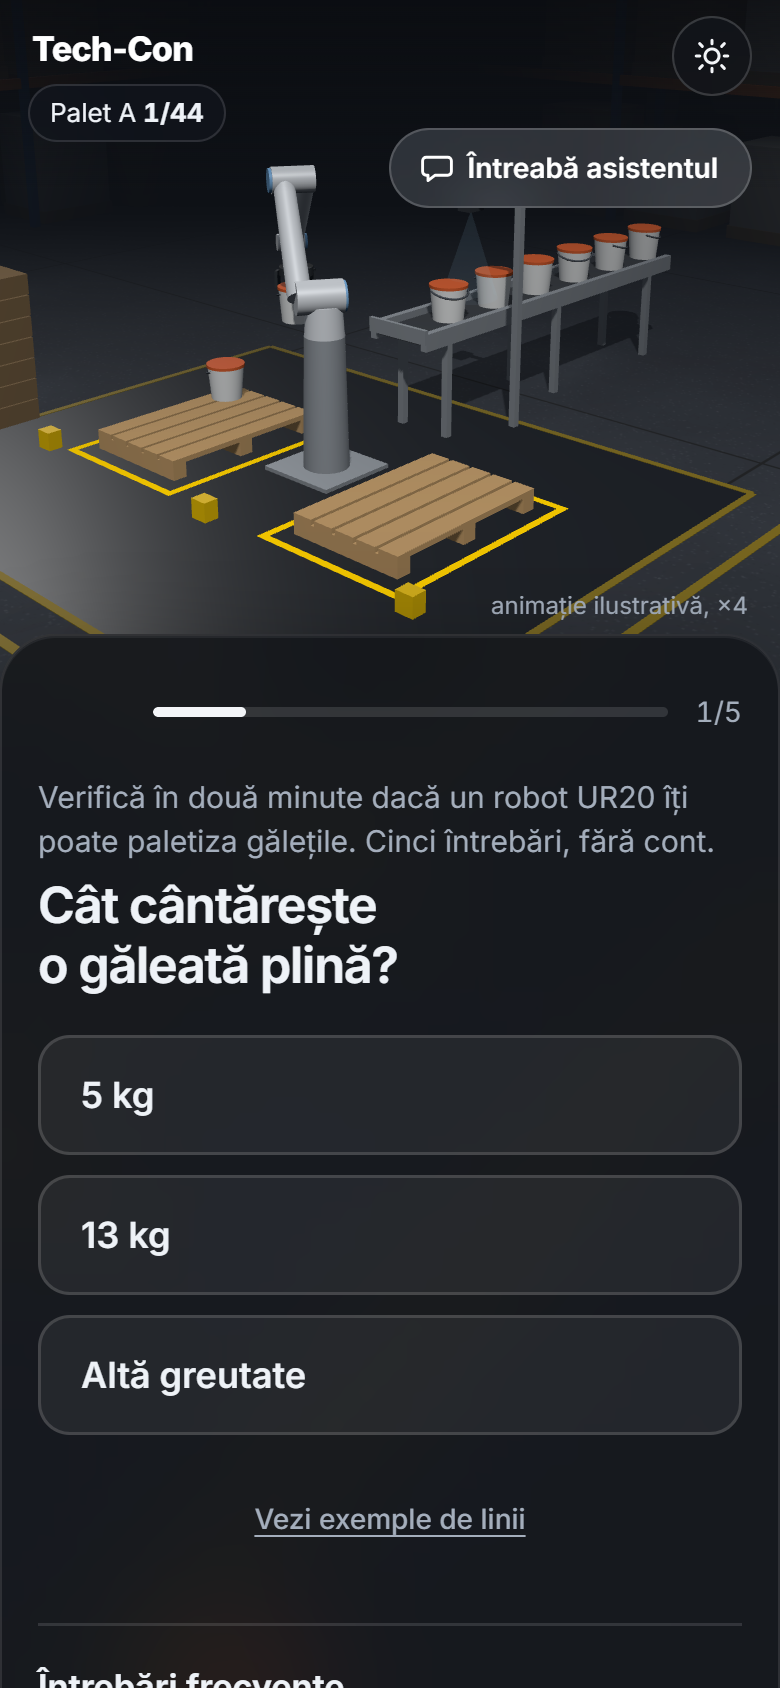 Tech-Con
Palet A 1/44
Întreabă asistentul
animație ilustrativă, ×4
1/5
Verifică în două minute dacă un robot UR20 îți
poate paletiza gălețile. Cinci întrebări, fără cont.
Cât cântărește
o găleată plină?
5 kg
13 kg
Altă greutate
Vezi exemple de linii
Întrebări frecvente